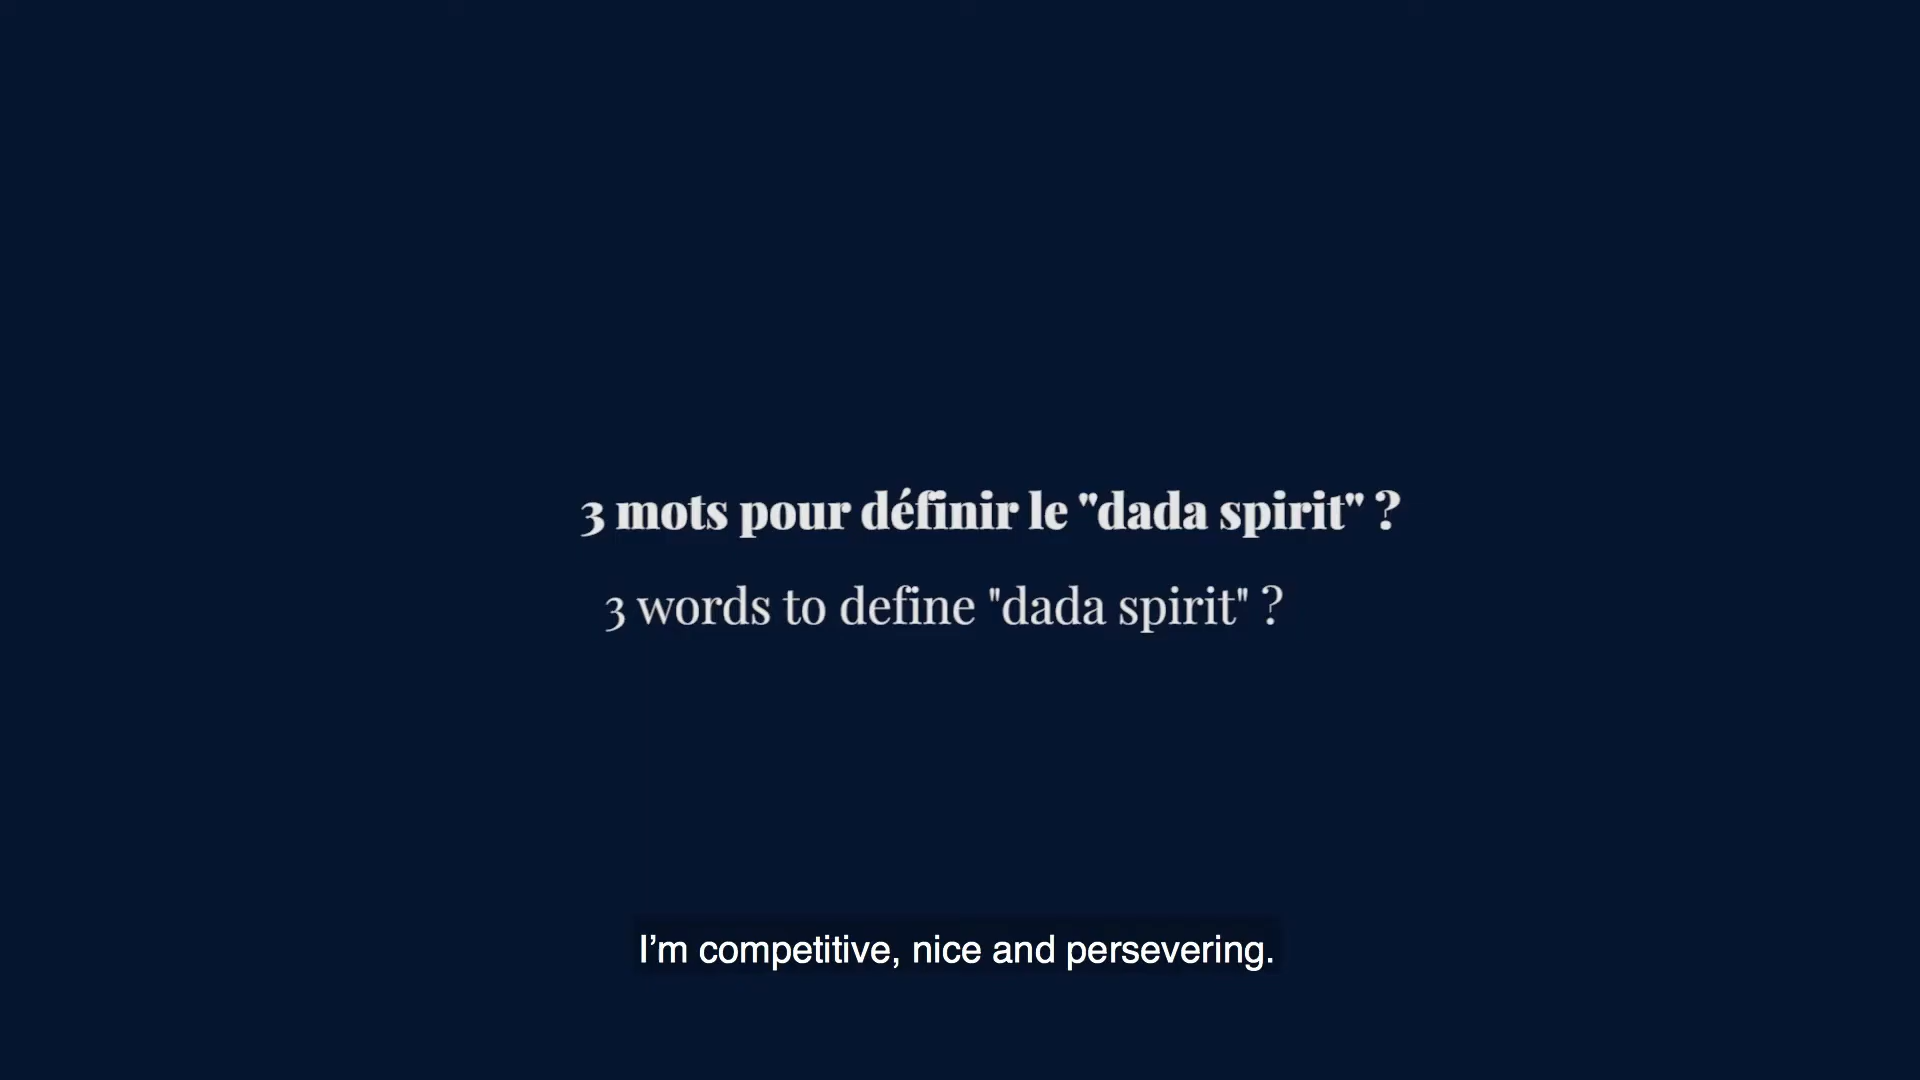 3 mots pour définir le "dada spirit" ?
3 words to define "dada spirit" ?
I’m competitive, nice and persevering.